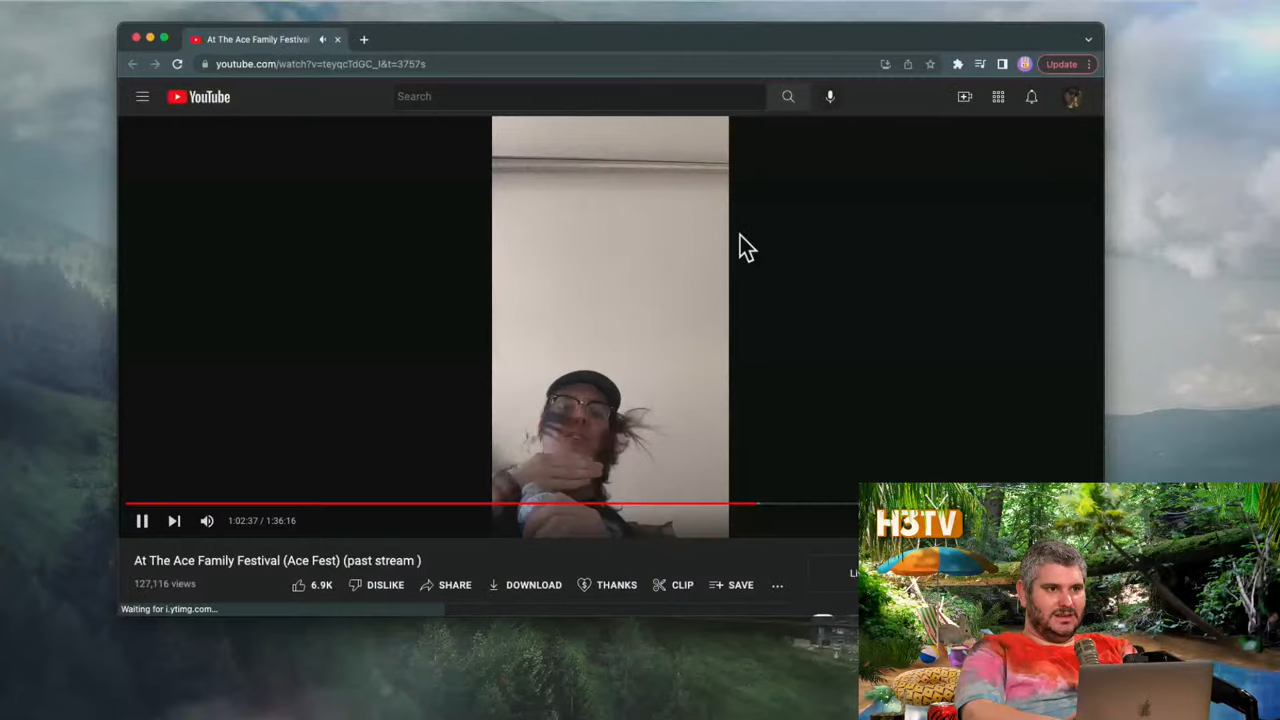 At The Ace Family Festival
youtube.com/watch?v=teyqcTdGC_I&t=3757s
Update
YouTube
Search
1:02:37 / 1:36:16
At The Ace Family Festival (Ace Fest) (past stream )
127,116 views
6.9K
DISLIKE
SHARE
DOWNLOAD
THANKS
CLIP
SAVE
Waiting for i.ytimg.com...
H3TV